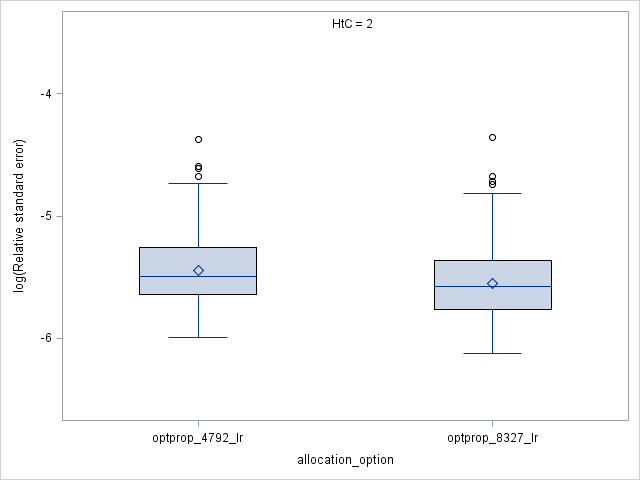 HtC = 2
-4
-5
-6
log(Relative standard error)
optprop_4792_lr
optprop_8327_lr
allocation_option